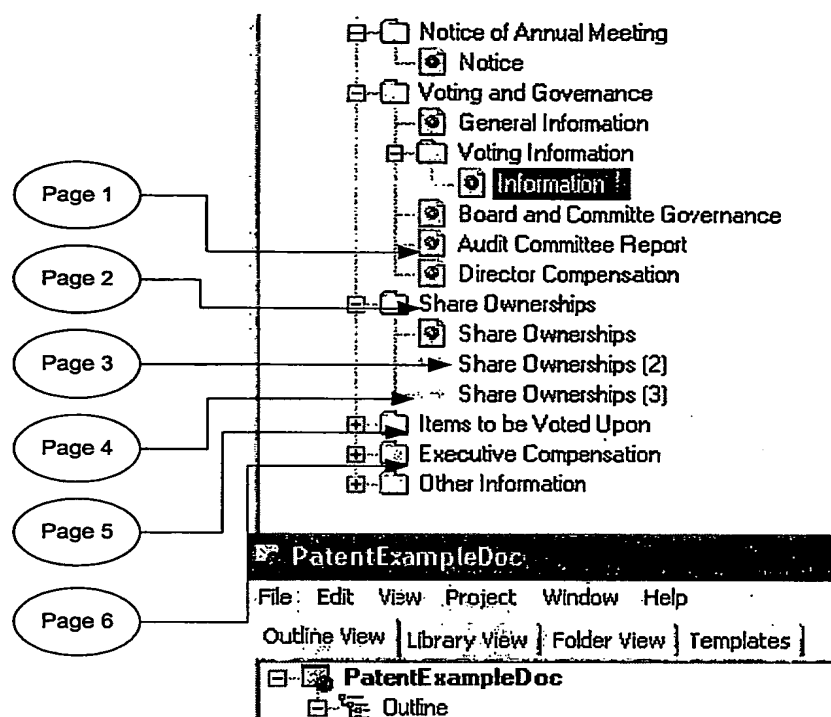 Notice of Annual Meeting
Notice
Voting and Governance
General Information
Voting Information
Information
Page 1
Board and Committe Governance
Audit Committee Report
Page 2
Director Compensation
Share Ownerships
Share Ownerships
Page 3
Share Ownerships (2)
Share Ownerships (3)
Page 4
Items to be Voted Upon
Executive Compensation
Other Information
Page 5
PatentExampleDoc
File Edit View Project Window Help
Page 6
Outline View Library View Folder View Templates
PatentExampleDoc
Outline